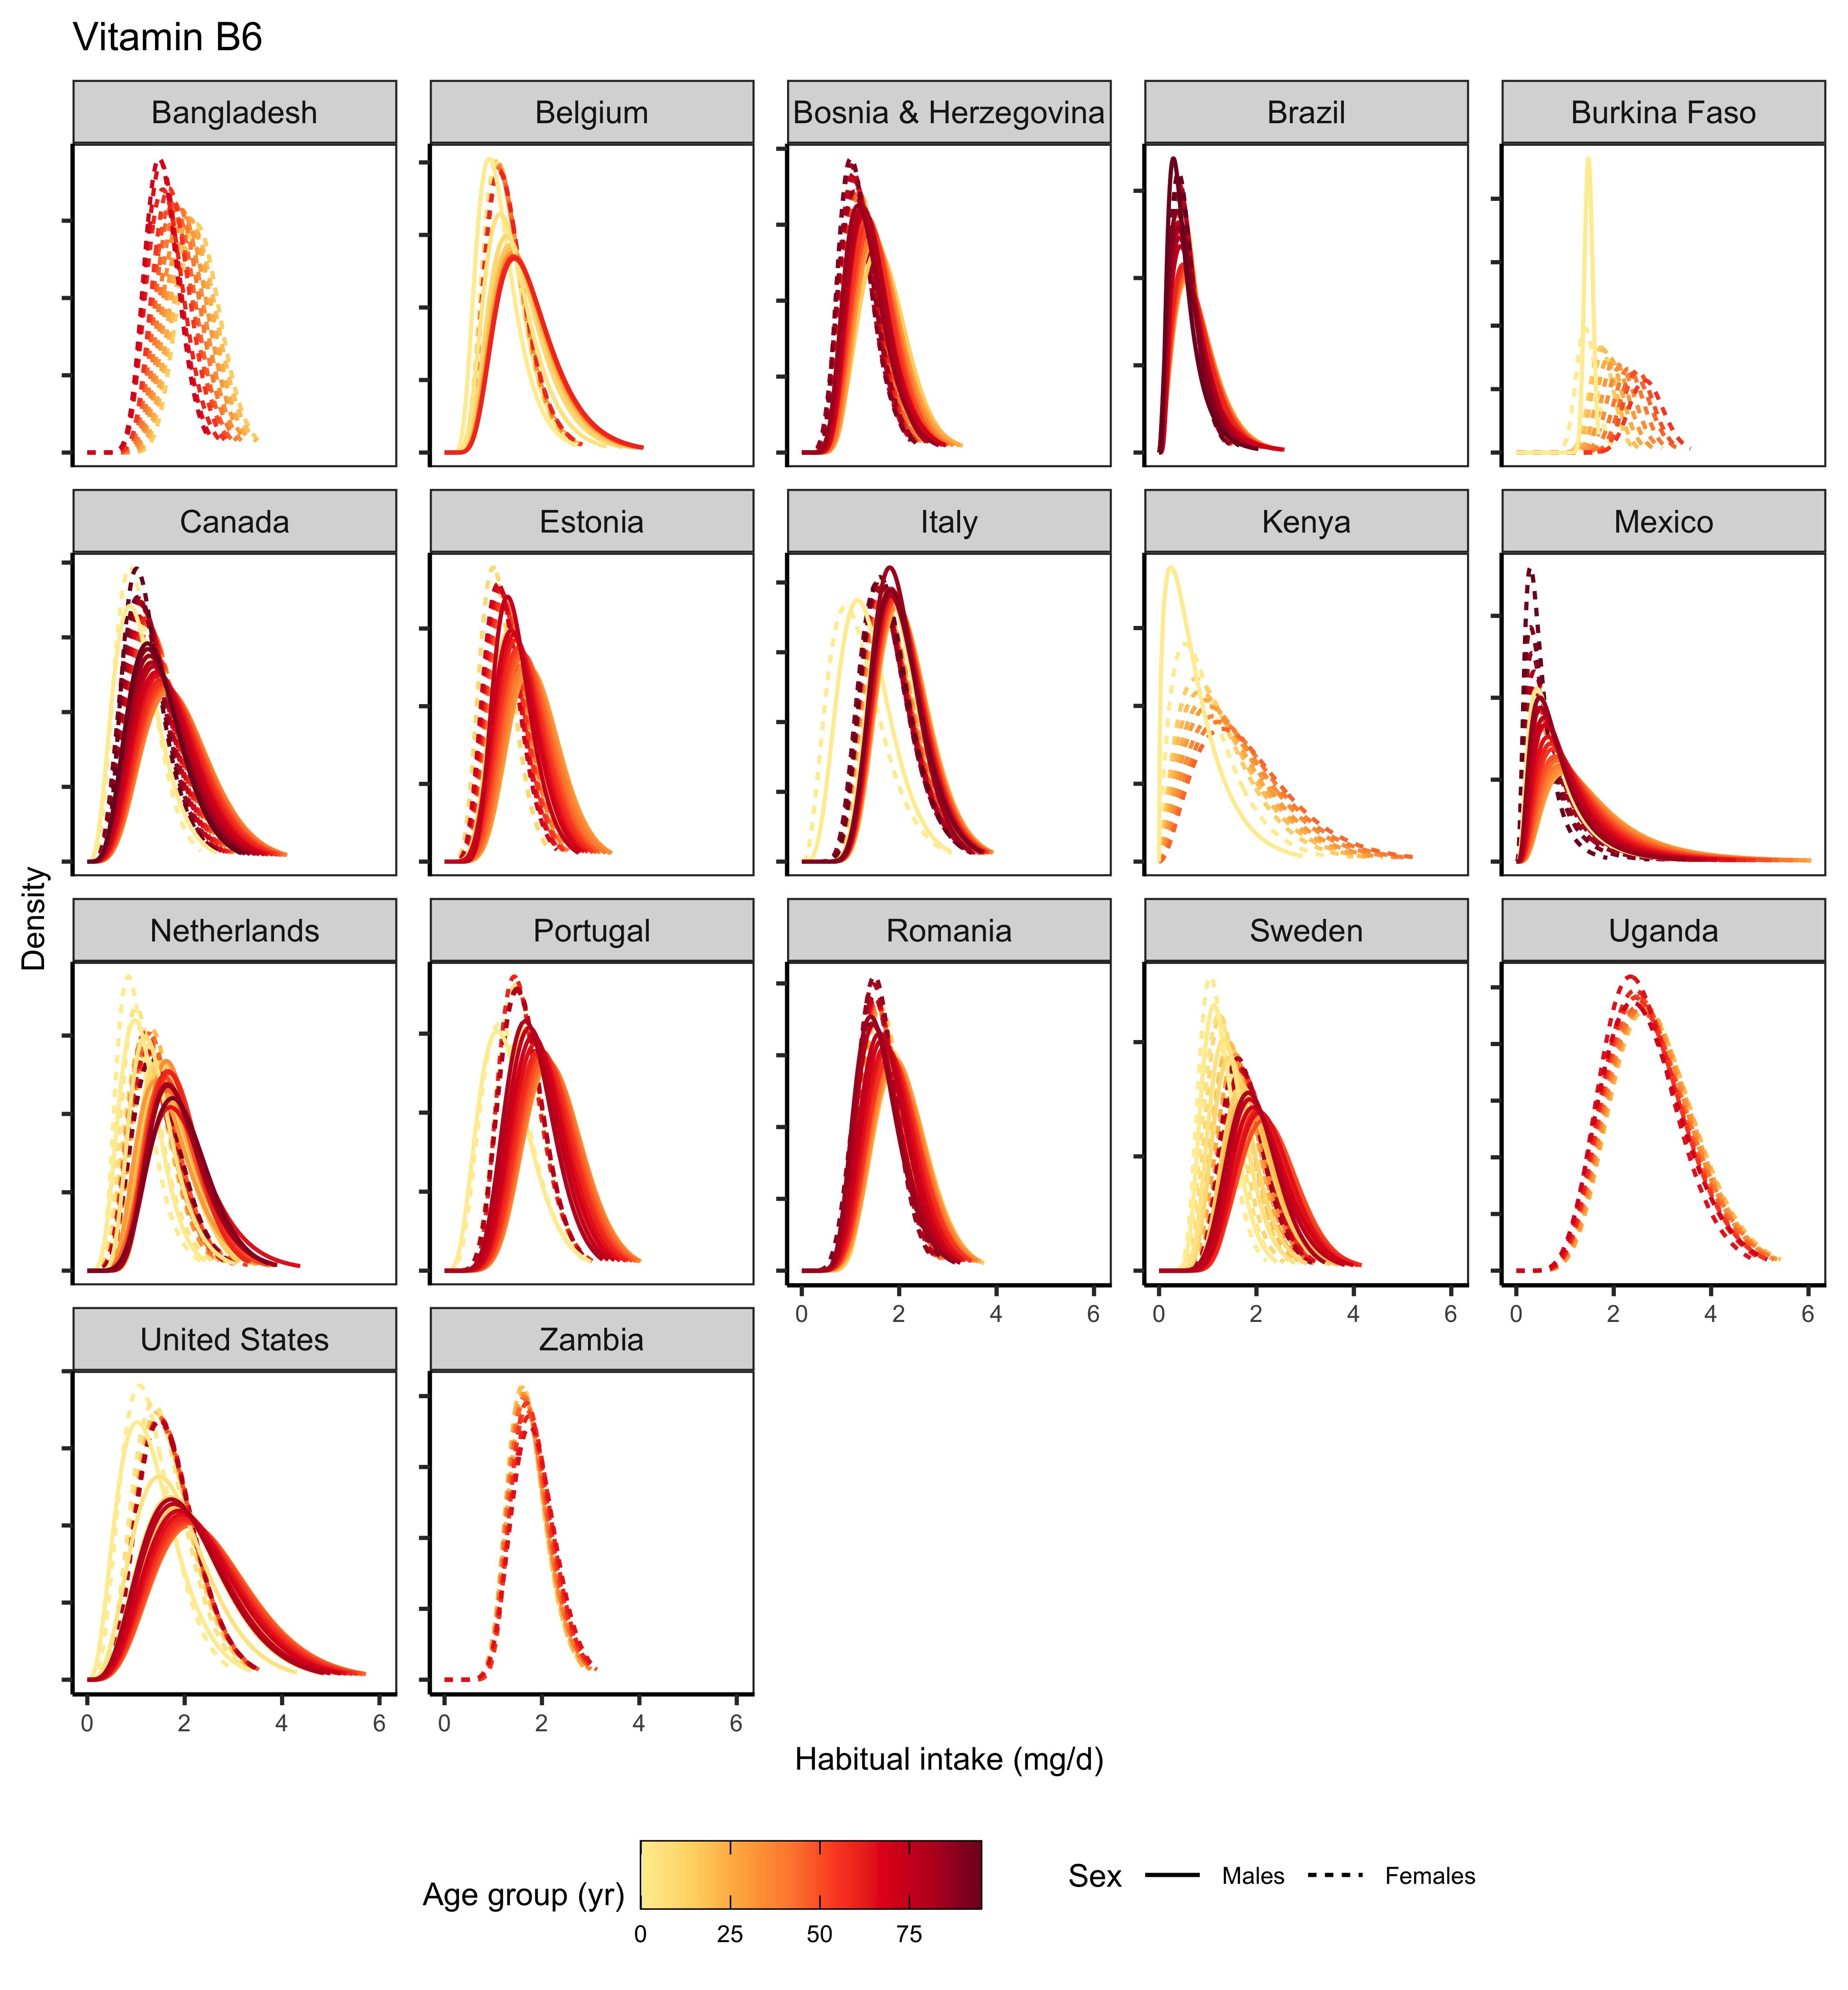 Vitamin B6
Bangladesh
Belgium
Bosnia & Herzegovina
Brazil
Burkina Faso
Canada
Estonia
Italy
Kenya
Mexico
Density
Netherlands
Portugal
Romania
Sweden
Uganda
0 2 4 6
0 2 4 6
0 2 4 6
United States
Zambia
0 2 4 6
0 2 4 6
Habitual intake (mg/d)
Age group (yr)
0 25 50 75
Sex
Males
Females